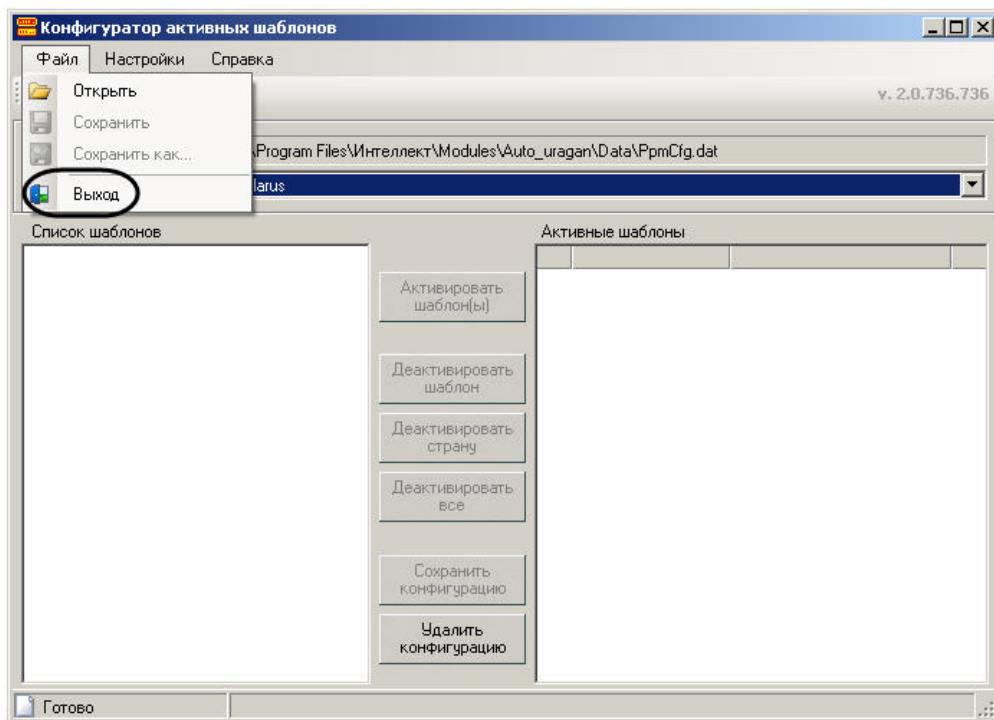 Конфигуратор активных шаблонов
Файл Настройки Справка
Открыть
v. 2.0.736.736
Сохранить
Сохранить как...
\Program Files\Интеллект\Modules\Auto_uragan\Data\PpmCfg.dat
Выход
larus
Список шаблонов
Активные шаблоны
Активировать
шаблон(ы)
Деактивировать
шаблон
Деактивировать
страну
Деактивировать
все
Сохранить
конфигурацию
Удалить
конфигурацию
Готово